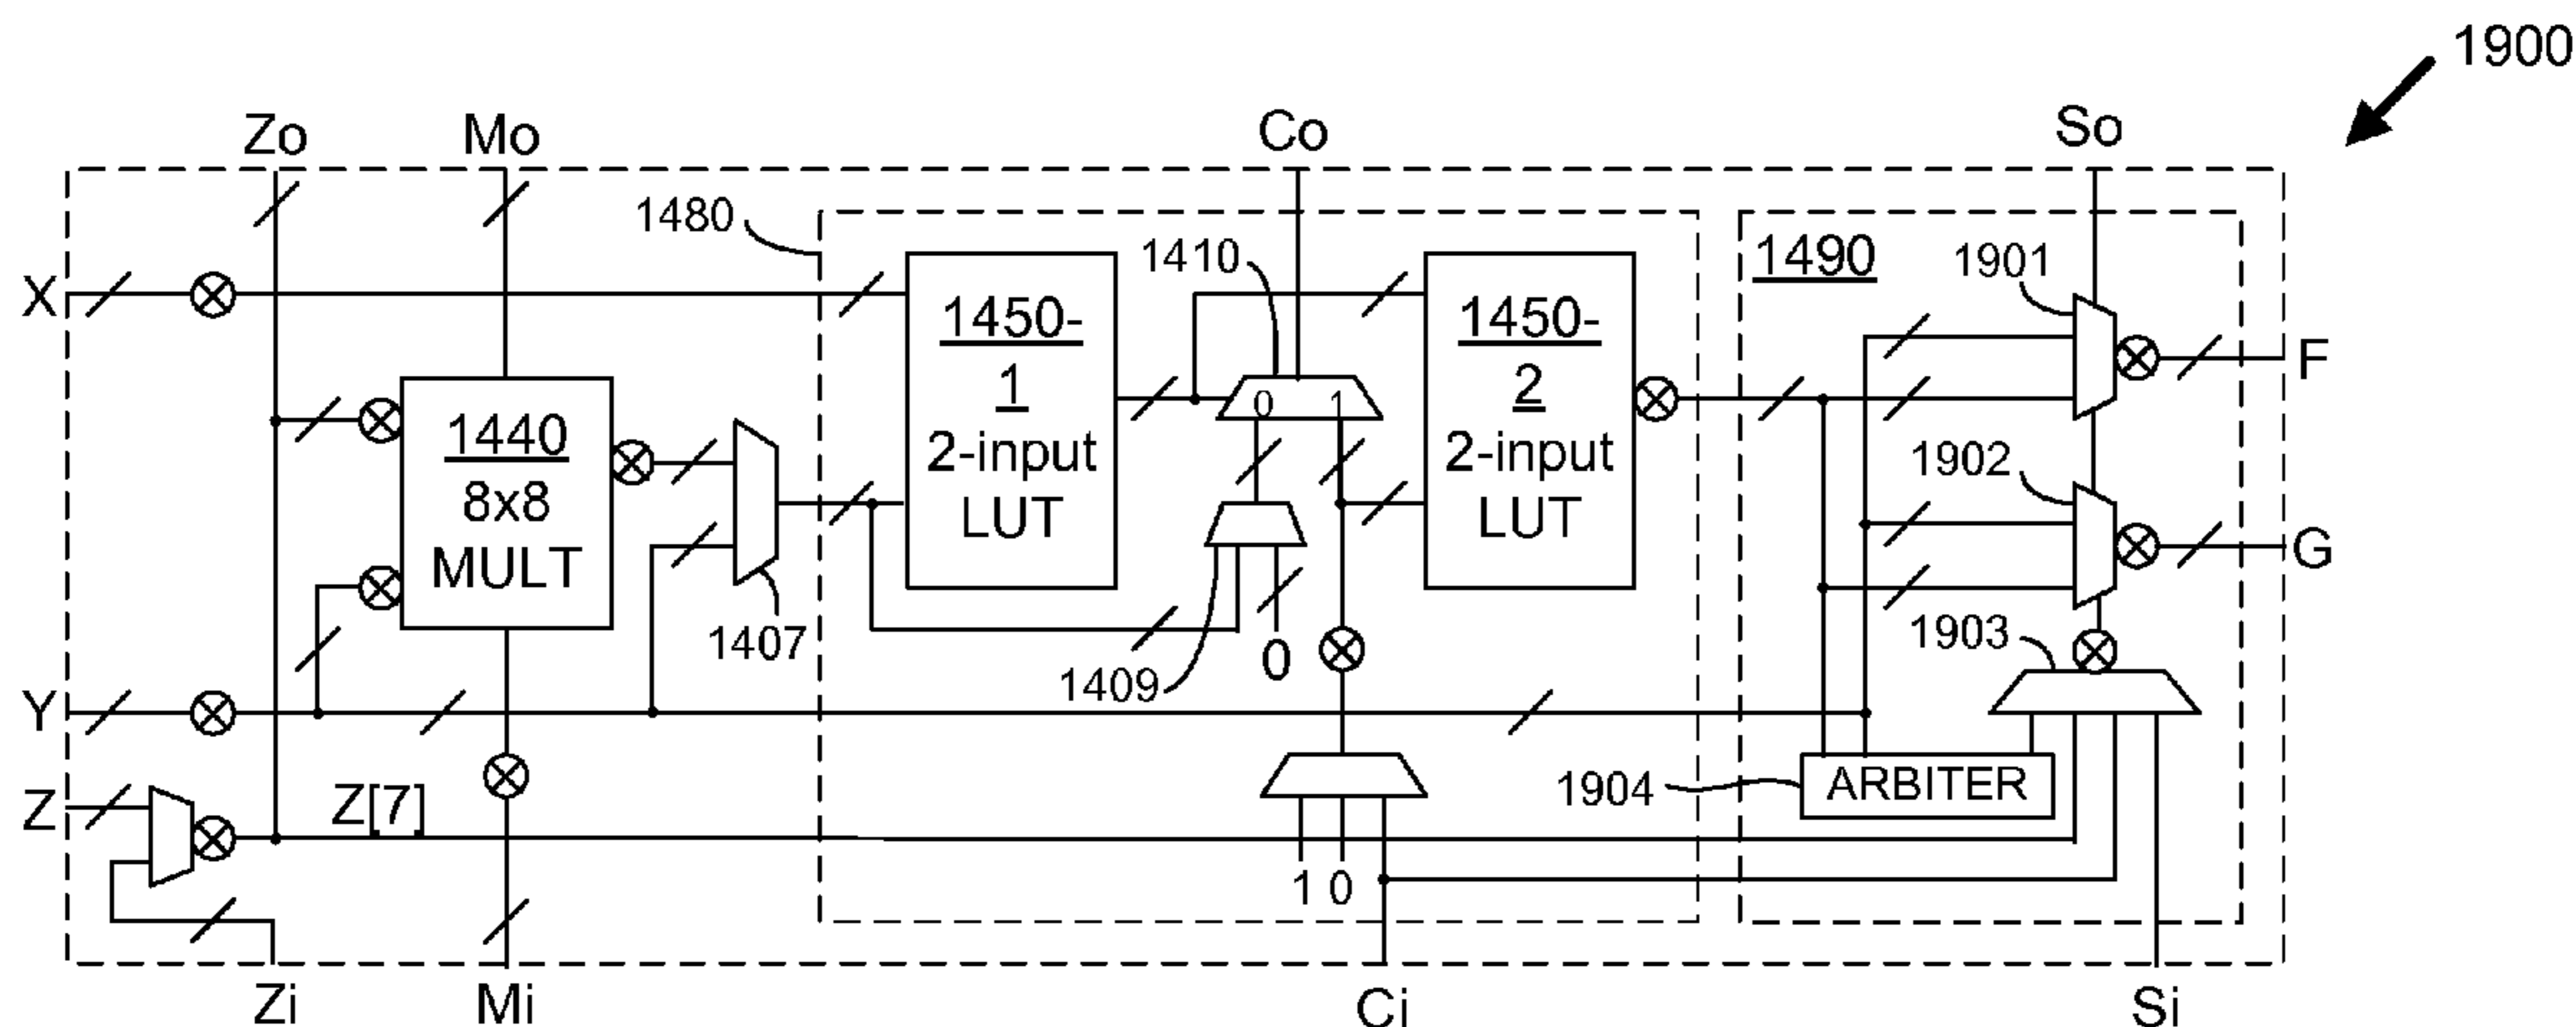 1900
Zo
Mo
Co
So
1480
1410
1490
1901
X
1450-
1
2-input
LUT
1450-
2
2-input
LUT
0
1
F
1440
8x8
MULT
1902
G
1407
1409
0
1903
Y
Z
Z[7]
1904
ARBITER
1 0
Zi
Mi
Ci
Si